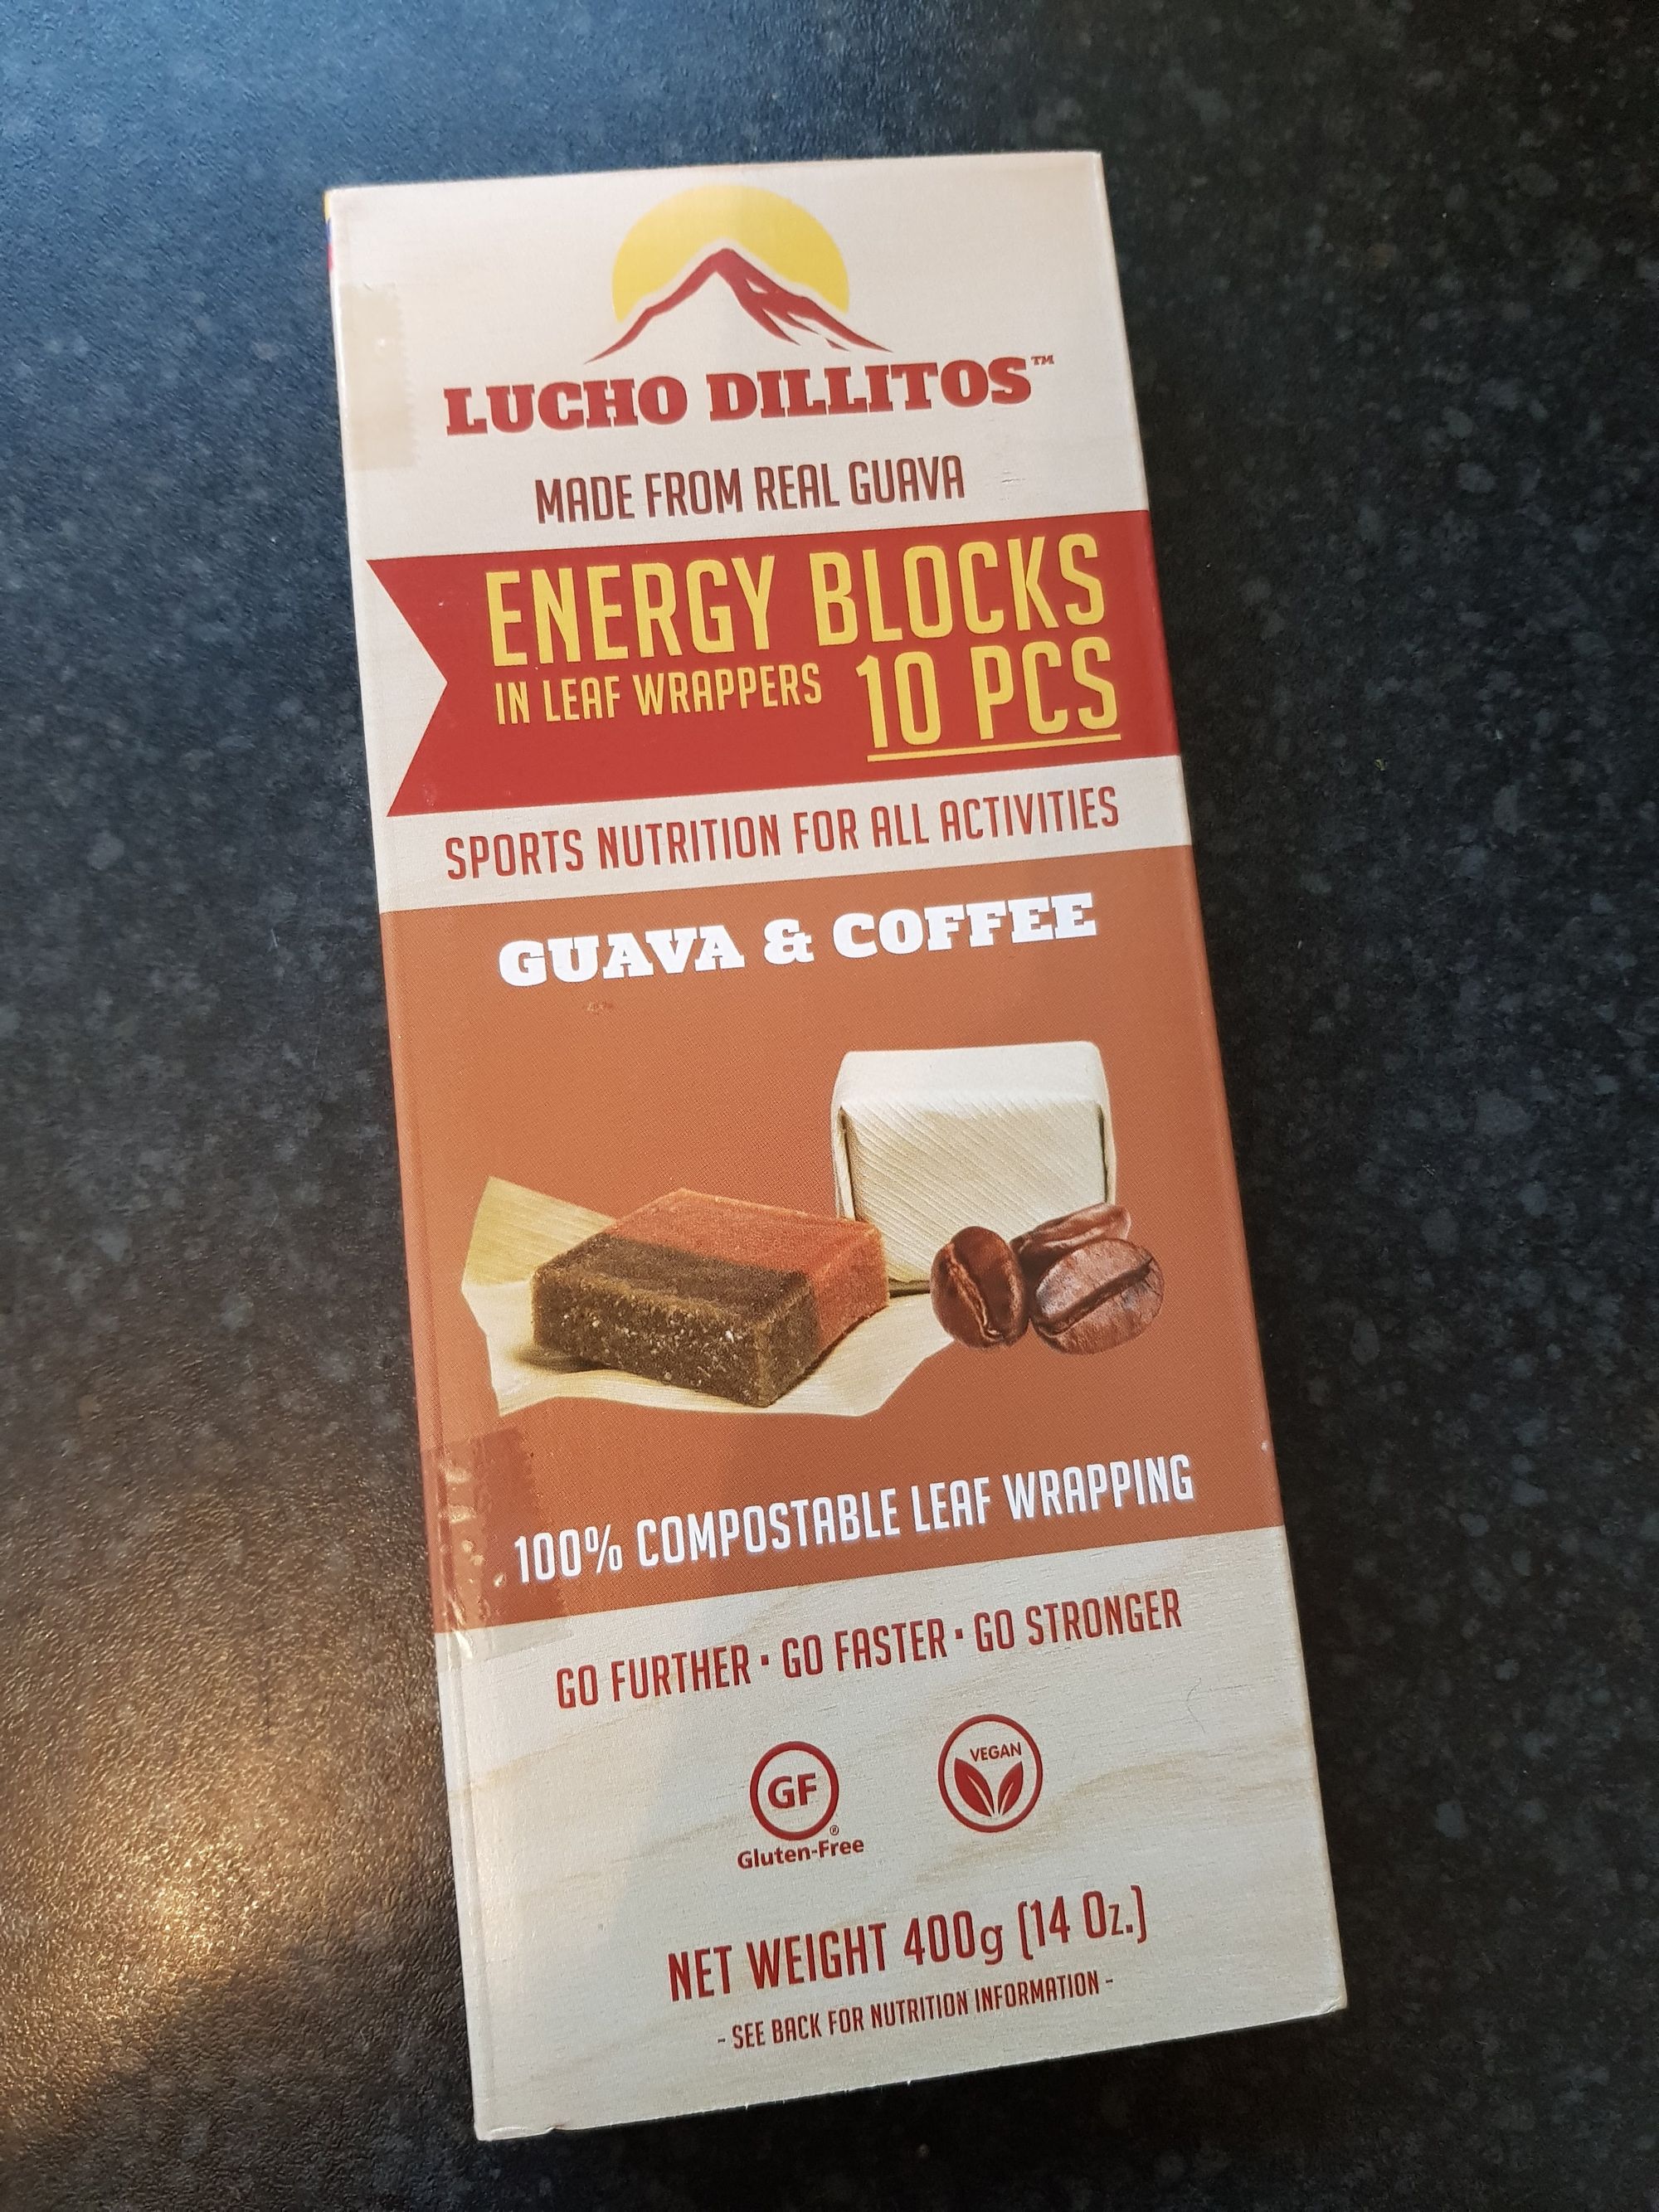 LUCHO DILLITOS™
MADE FROM REAL GUAVA
ENERGY BLOCKS
IN LEAF WRAPPERS 10 PCS
SPORTS NUTRITION FOR ALL ACTIVITIES
GUAVA & COFFEE
100% COMPOSTABLE LEAF WRAPPING
GO FURTHER · GO FASTER · GO STRONGER
GF®
Gluten-Free
VEGAN
NET WEIGHT 400g (14 Oz.)
- SEE BACK FOR NUTRITION INFORMATION -